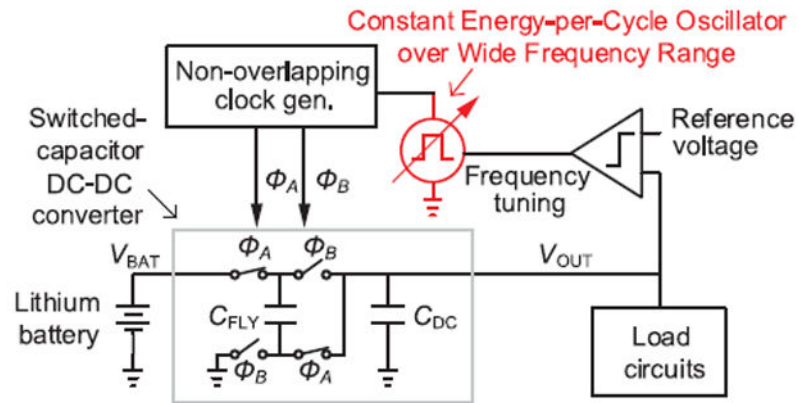 Constant Energy-per-Cycle Oscillator
over Wide Frequency Range
Non-overlapping
clock gen.
Switched-
capacitor
DC-DC
converter
ΦA ΦB
Frequency
tuning
Reference
voltage
VBAT
ΦA ΦB
VOUT
Lithium
battery
CFLY
CDC
ΦB ΦA
Load
circuits